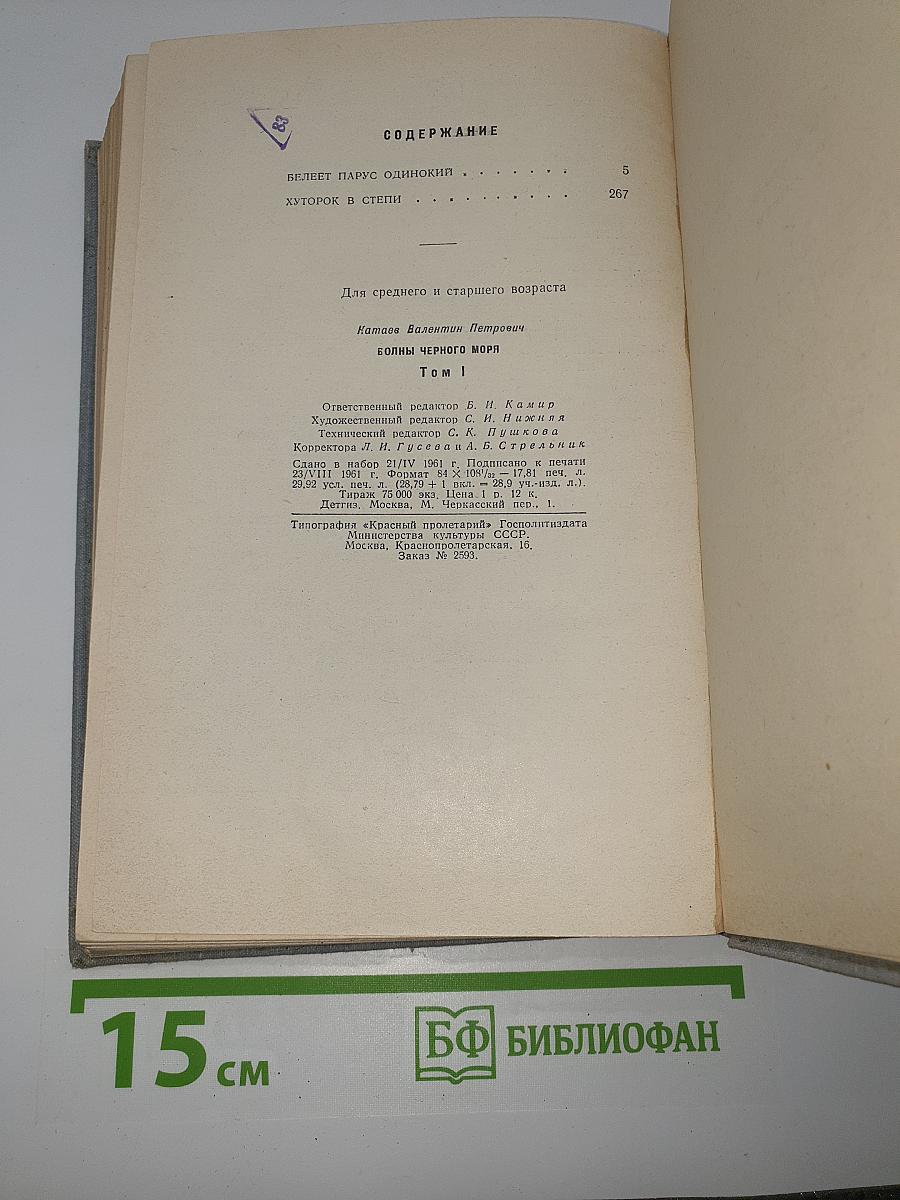 83
СОДЕРЖАНИЕ
БЕЛЕЕТ ПАРУС ОДИНОКИЙ . . . . . . . 5
ХУТОРОК В СТЕПИ . . . . . . . . . . 267
Для среднего и старшего возраста
Катаев Валентин Петрович
ВОЛНЫ ЧЕРНОГО МОРЯ
Том I
Ответственный редактор Б. И. Камир
Художественный редактор С. И. Нижняя
Технический редактор С. К. Пушкова
Корректора Л. И. Гусева и А. Б. Стрельник
Сдано в набор 21/IV 1961 г. Подписано к печати
23/VIII 1961 г. Формат 84 × 108¹/₃₂ — 17,81 печ. л.
29,92 усл. печ. л. (28,79 + 1 вкл. = 28,9 уч.-изд. л.).
Тираж 75 000 экз. Цена 1 р. 12 к.
Детгиз. Москва, М. Черкасский пер., 1.
Типография «Красный пролетарий» Госполитиздата
Министерства культуры СССР.
Москва, Краснопролетарская, 16.
Заказ № 2593.
15 см
БФ БИБЛИОФАН